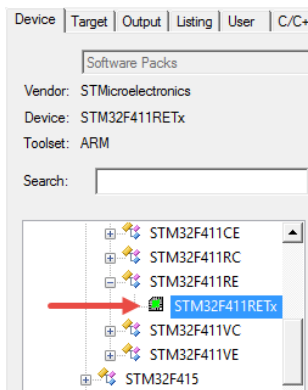 Device Target Output Listing User C/C+
Software Packs
Vendor: STMicroelectronics
Device: STM32F411RETx
Toolset: ARM
Search:
STM32F411CE
STM32F411RC
STM32F411RE
STM32F411RETx
STM32F411VC
STM32F411VE
STM32F415